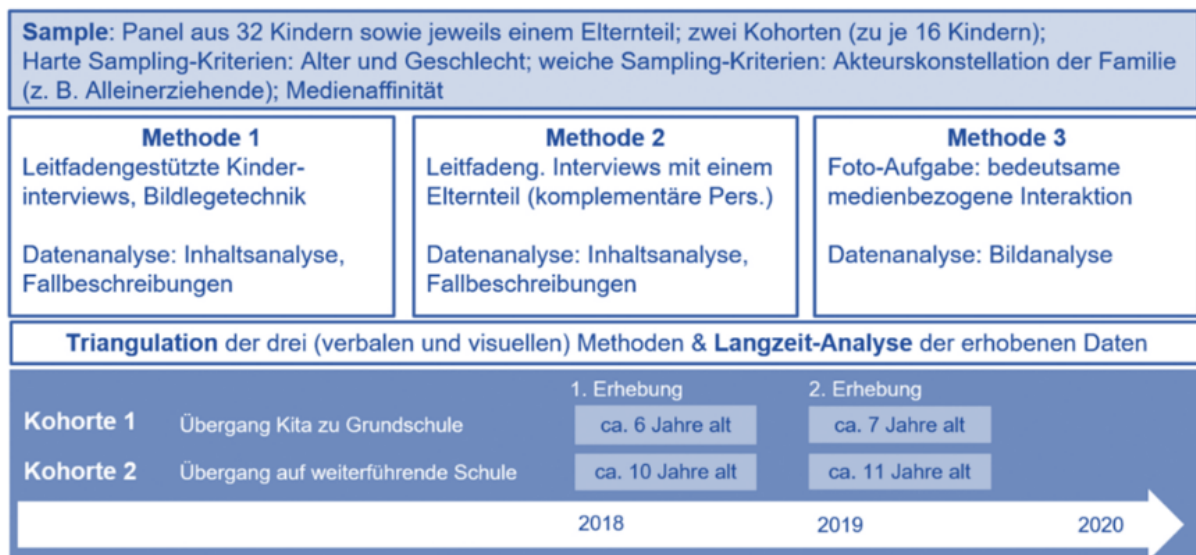 Sample: Panel aus 32 Kindern sowie jeweils einem Elternteil; zwei Kohorten (zu je 16 Kindern);
Harte Sampling-Kriterien: Alter und Geschlecht; weiche Sampling-Kriterien: Akteurskonstellation der Familie
(z. B. Alleinerziehende); Medienaffinität
Methode 1
Leitfadengestützte Kinder-
interviews, Bildlegetechnik
Datenanalyse: Inhaltsanalyse,
Fallbeschreibungen
Methode 2
Leitfadeng. Interviews mit einem
Elternteil (komplementäre Pers.)
Datenanalyse: Inhaltsanalyse,
Fallbeschreibungen
Methode 3
Foto-Aufgabe: bedeutsame
medienbezogene Interaktion
Datenanalyse: Bildanalyse
Triangulation der drei (verbalen und visuellen) Methoden & Langzeit-Analyse der erhobenen Daten
1. Erhebung 2. Erhebung
Kohorte 1 Übergang Kita zu Grundschule ca. 6 Jahre alt ca. 7 Jahre alt
Kohorte 2 Übergang auf weiterführende Schule ca. 10 Jahre alt ca. 11 Jahre alt
2018 2019 2020